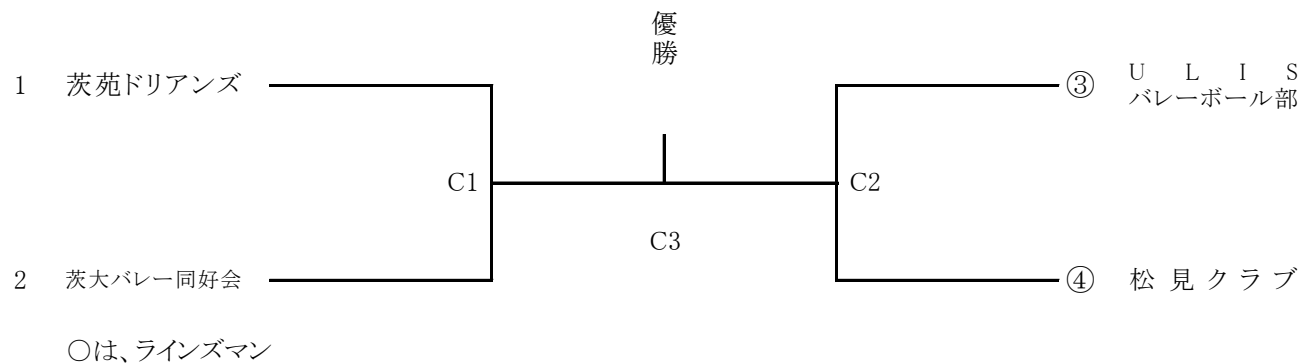 優
勝
1 茨苑ドリアンズ
③ U L I S
バレーボール部
C1
C2
C3
2 茨大バレー同好会
④ 松見クラブ
○は、ラインズマン